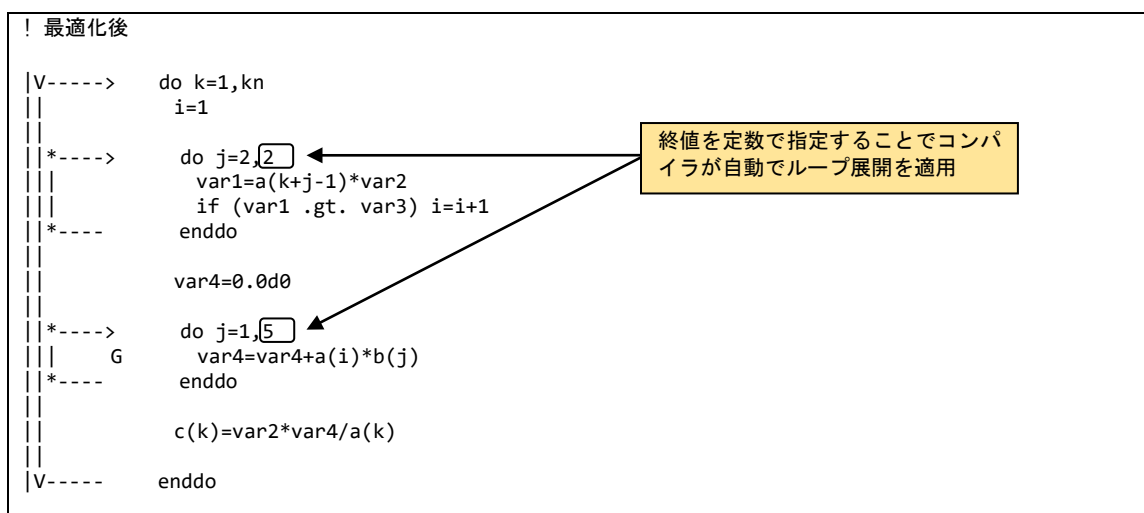 ! 最適化後
|V-----> do k=1,kn
|| i=1
||
||*----> do j=2,2
||| var1=a(k+j-1)*var2
||| if (var1 .gt. var3) i=i+1
||*---- enddo
||
|| var4=0.0d0
||
||*----> do j=1,5
||| G var4=var4+a(i)*b(j)
||*---- enddo
||
|| c(k)=var2*var4/a(k)
||
|V----- enddo
終値を定数で指定することでコンパ
イラが自動でループ展開を適用